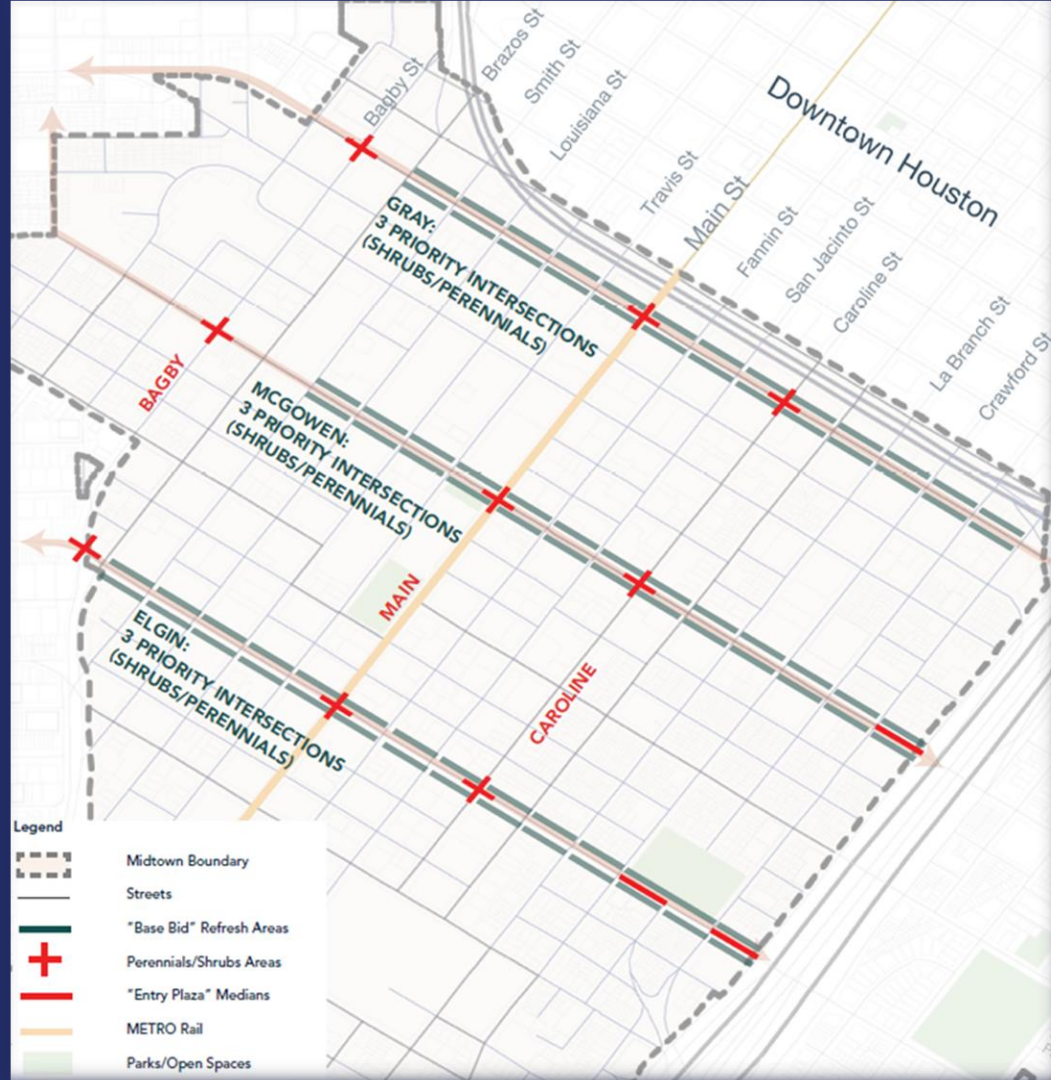 Bagby St
Brazos St
Smith St
Louisiana St
Travis St
Main St
Fannin St
San Jacinto St
Caroline St
La Branch St
Crawford St
Downtown Houston
GRAY:
3 PRIORITY INTERSECTIONS
(SHRUBS/PERENNIALS)
BAGBY
MCGOWEN:
3 PRIORITY INTERSECTIONS
(SHRUBS/PERENNIALS)
MAIN
CAROLINE
ELGIN:
3 PRIORITY INTERSECTIONS
(SHRUBS/PERENNIALS)
Legend
Midtown Boundary
Streets
"Base Bid" Refresh Areas
Perennials/Shrubs Areas
"Entry Plaza" Medians
METRO Rail
Parks/Open Spaces